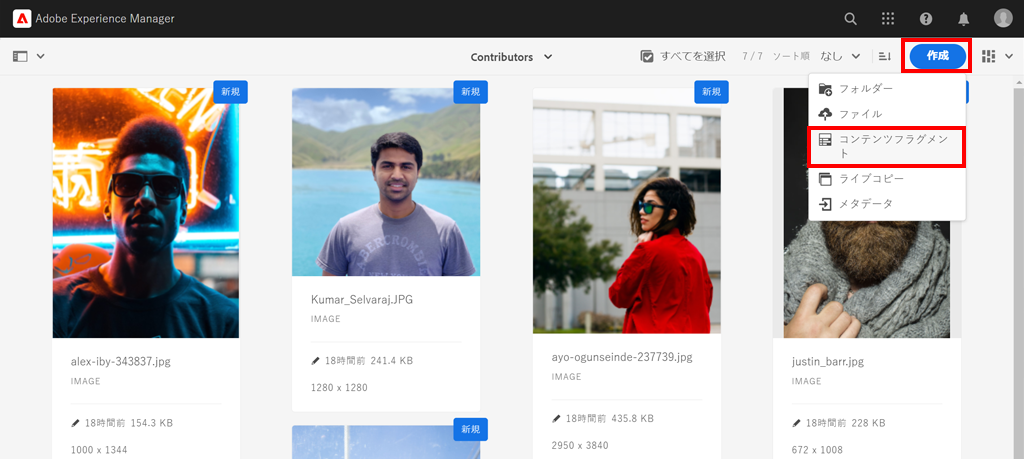 Adobe Experience Manager
Contributors
すべてを選択
7 / 7
ソート順
なし
作成
フォルダー
ファイル
コンテンツフラグメン
ト
ライブコピー
メタデータ
新規
alex-iby-343837.jpg
IMAGE
18時間前 154.3 KB
1000 x 1344
新規
Kumar_Selvaraj.JPG
IMAGE
18時間前 241.4 KB
1280 x 1280
新規
新規
ayo-ogunseinde-237739.jpg
IMAGE
18時間前 435.8 KB
2950 x 3840
justin_barr.jpg
IMAGE
18時間前 228 KB
672 x 1008